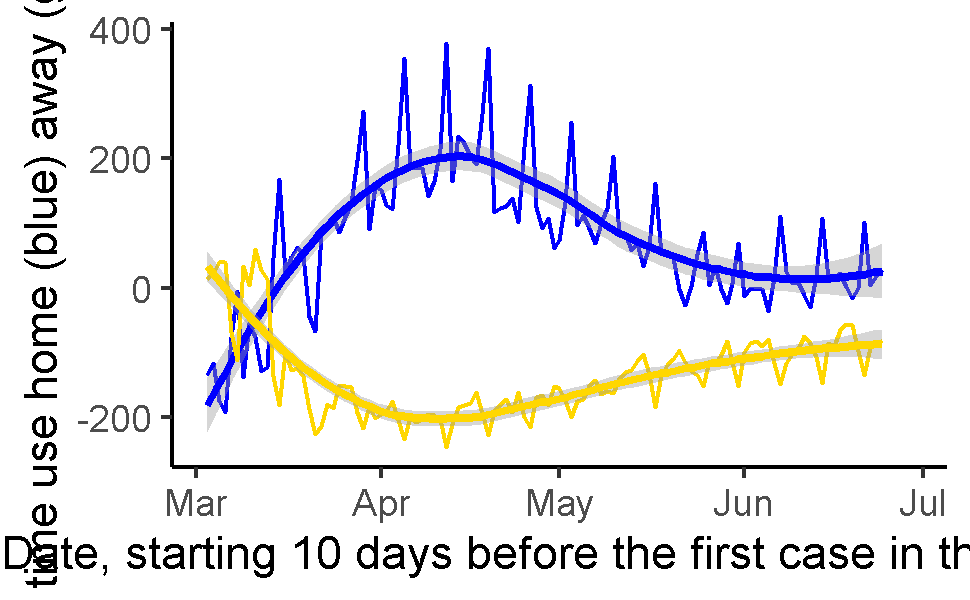 time use home (blue) away (
400
200
0
-200
Mar Apr May Jun Jul
Date, starting 10 days before the first case in th